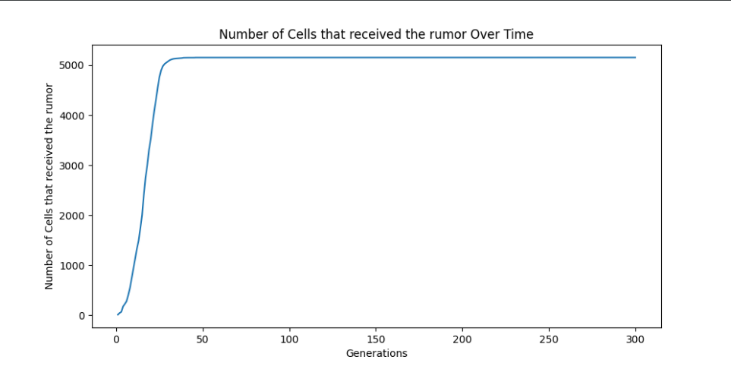 Number of Cells that received the rumor Over Time
Number of Cells that received the rumor
5000
4000
3000
2000
1000
0
0 50 100 150 200 250 300
Generations